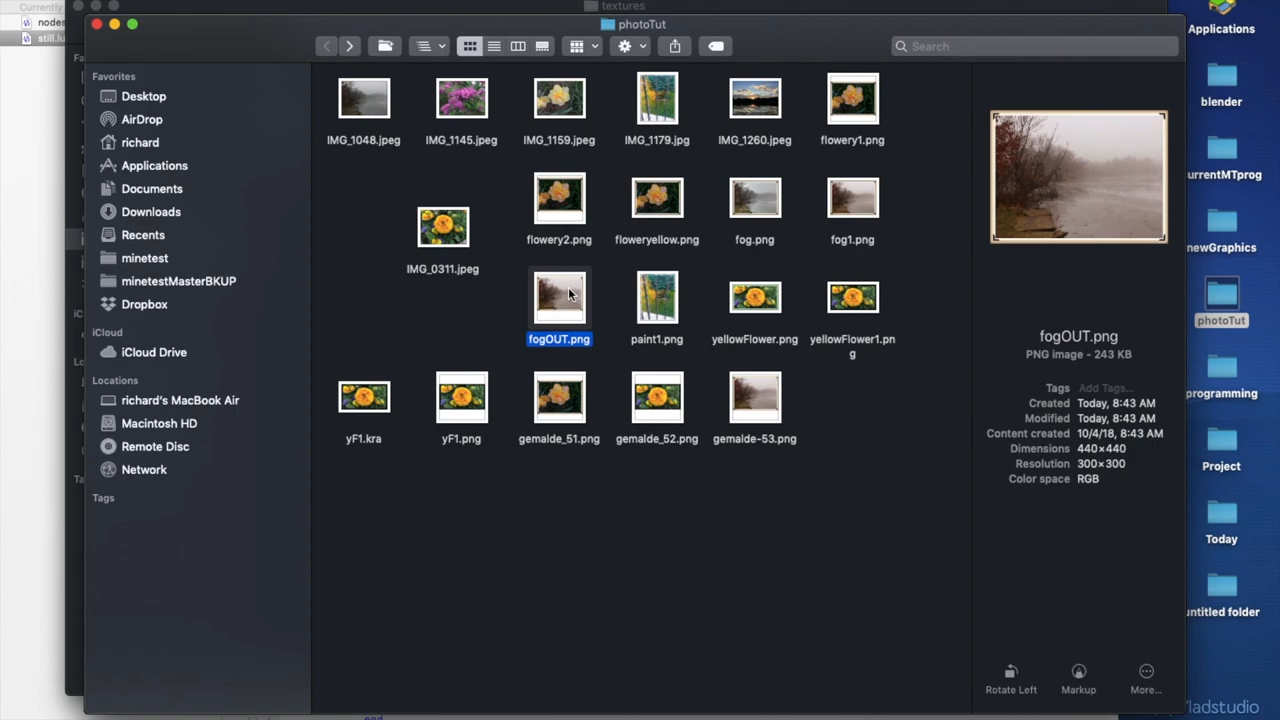 textures
Currently
nodes
still.lu
photoTut
Search
Favorites
Desktop
AirDrop
richard
Applications
Documents
Downloads
Recents
minetest
minetestMasterBKUP
Dropbox
iCloud
iCloud Drive
Locations
richard's MacBook Air
Macintosh HD
Remote Disc
Network
Tags
IMG_1048.jpeg
IMG_1145.jpeg
IMG_1159.jpeg
IMG_1179.jpg
IMG_1260.jpeg
flowery1.png
IMG_0311.jpeg
flowery2.png
floweryellow.png
fog.png
fog1.png
fogOUT.png
paint1.png
yellowFlower.png
yellowFlower1.pn
g
yF1.kra
yF1.png
gemalde_51.png
gemalde_52.png
gemalde-53.png
fogOUT.png
PNG image - 243 KB
Tags Add Tags...
Created Today, 8:43 AM
Modified Today, 8:43 AM
Content created 10/4/18, 8:43 AM
Dimensions 440×440
Resolution 300×300
Color space RGB
Rotate Left
Markup
More...
Applications
blender
urrentMTprog
newGraphics
photoTut
programming
Project
Today
untitled folder
ladstudio
end